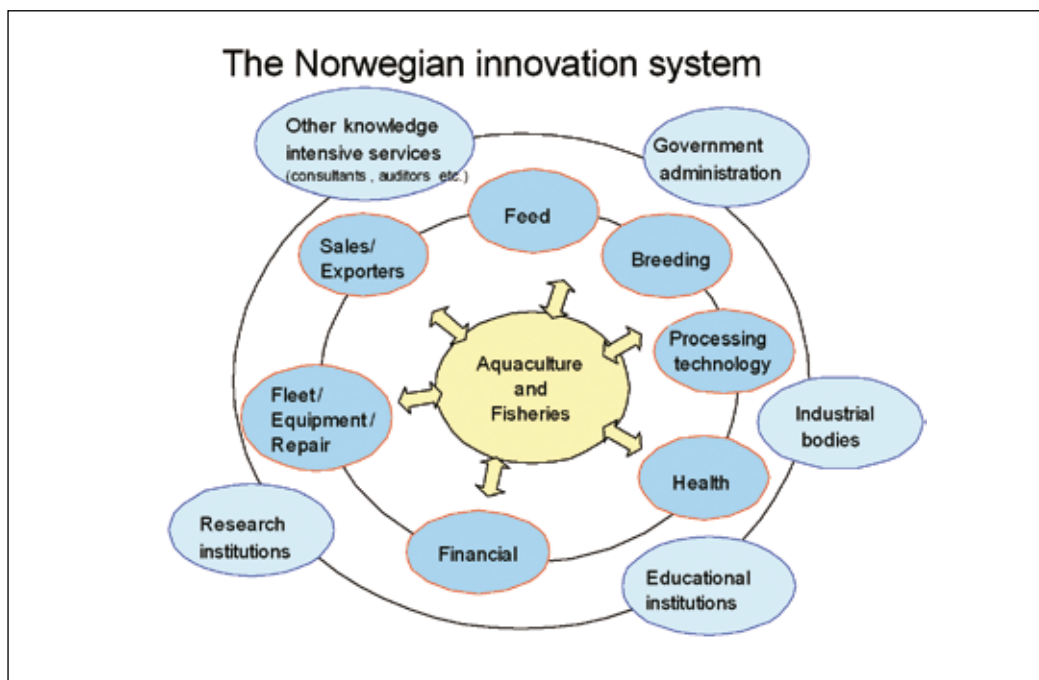 The Norwegian innovation system
Other knowledge
intensive services
(consultants , auditors etc.)
Government
administration
Feed
Sales/
Exporters
Breeding
Processing
technology
Aquaculture
and
Fisheries
Fleet/
Equipment/
Repair
Industrial
bodies
Health
Research
institutions
Financial
Educational
institutions